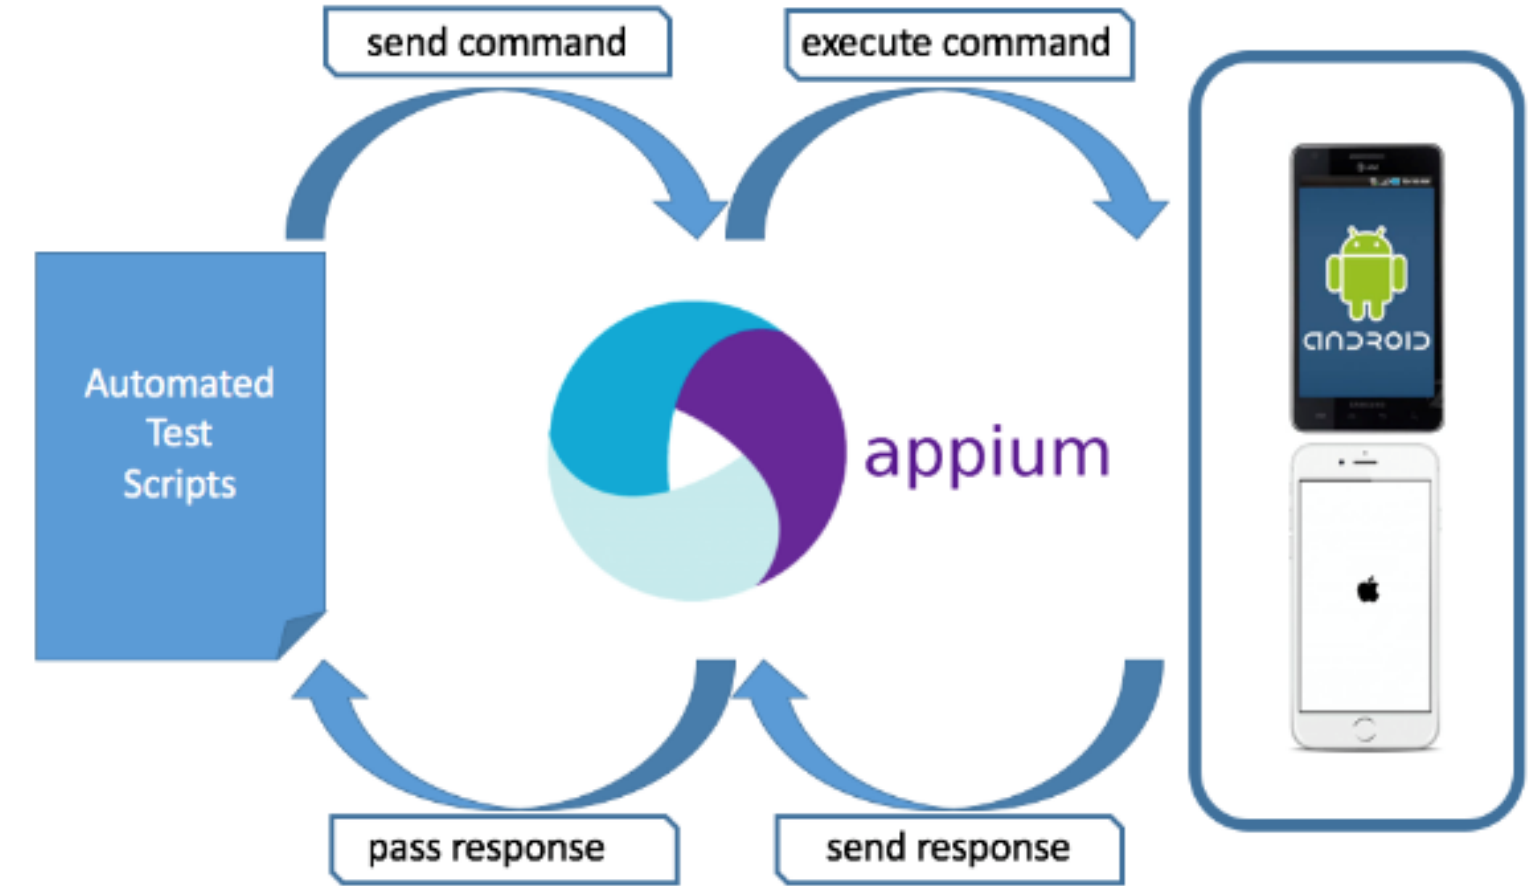 send command
execute command
Automated
Test
Scripts
appium
ANDROID
pass response
send response